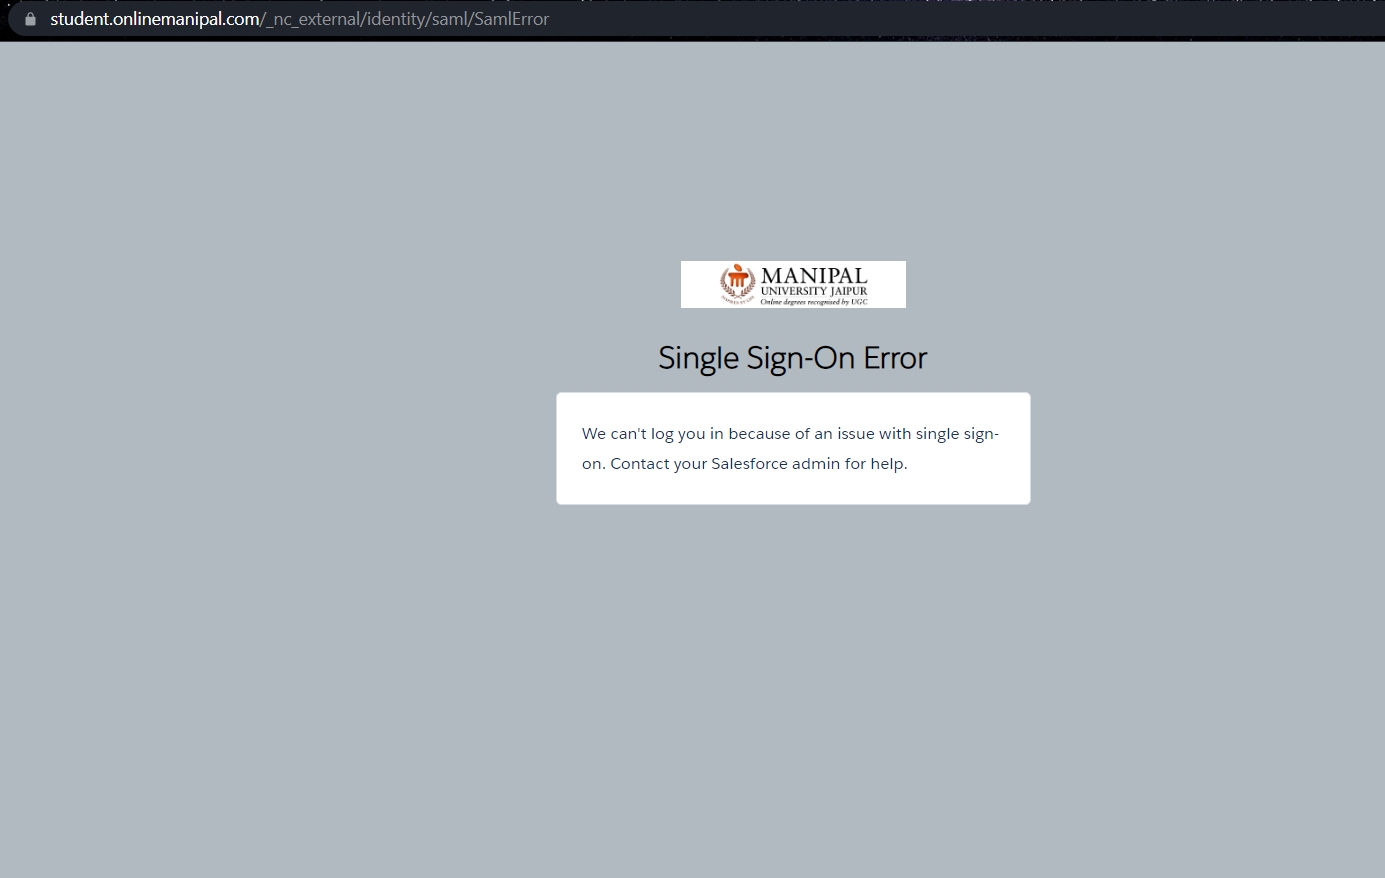 student.onlinemanipal.com/_nc_external/identity/saml/SamlError
MANIPAL
UNIVERSITY JAIPUR
Online degrees recognised by UGC
Single Sign-On Error
We can't log you in because of an issue with single sign-
on. Contact your Salesforce admin for help.